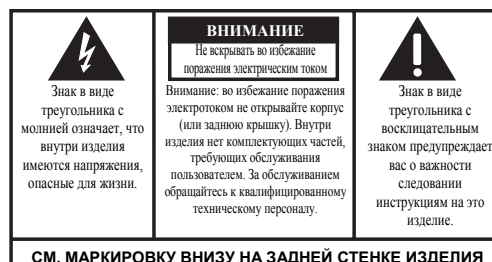 Знак в виде
треугольника с
молнией означает, что
внутри изделия
имеются напряжения,
опасные для жизни.
ВНИМАНИЕ
Не вскрывать во избежание
поражения электрическим током
Внимание: во избежание поражения
электротоком не открывайте корпус
(или заднюю крышку). Внутри
изделия нет комплектующих частей,
требующих обслуживания
пользователем. За обслуживанием
обращайтесь к квалифицированному
техническому персоналу.
Знак в виде
треугольника с
восклицательным
знаком предупреждает
вас о важности
следовании
инструкциям на это
изделие.
СМ. МАРКИРОВКУ ВНИЗУ НА ЗАДНЕЙ СТЕНКЕ ИЗДЕЛИЯ